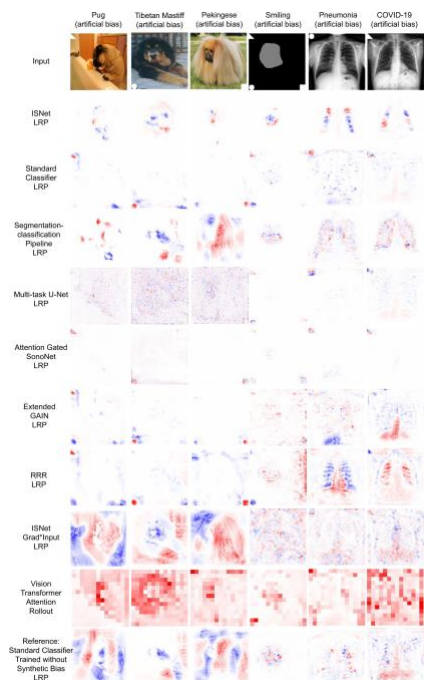 Pug
(artificial bias)
Tibetan Mastiff
(artificial bias)
Pekingese
(artificial bias)
Smiling
(artificial bias)
Pneumonia
(artificial bias)
COVID-19
(artificial bias)
Input
ISNet
LRP
Standard
Classifier
LRP
Segmentation-
classification
Pipeline
LRP
Multi-task U-Net
LRP
Attention Gated
SonoNet
LRP
Extended
GAIN
LRP
RRR
LRP
ISNet
Grad*Input
LRP
Vision
Transformer
Attention
Rollout
Reference:
Standard Classifier
Trained without
Synthetic Bias
LRP